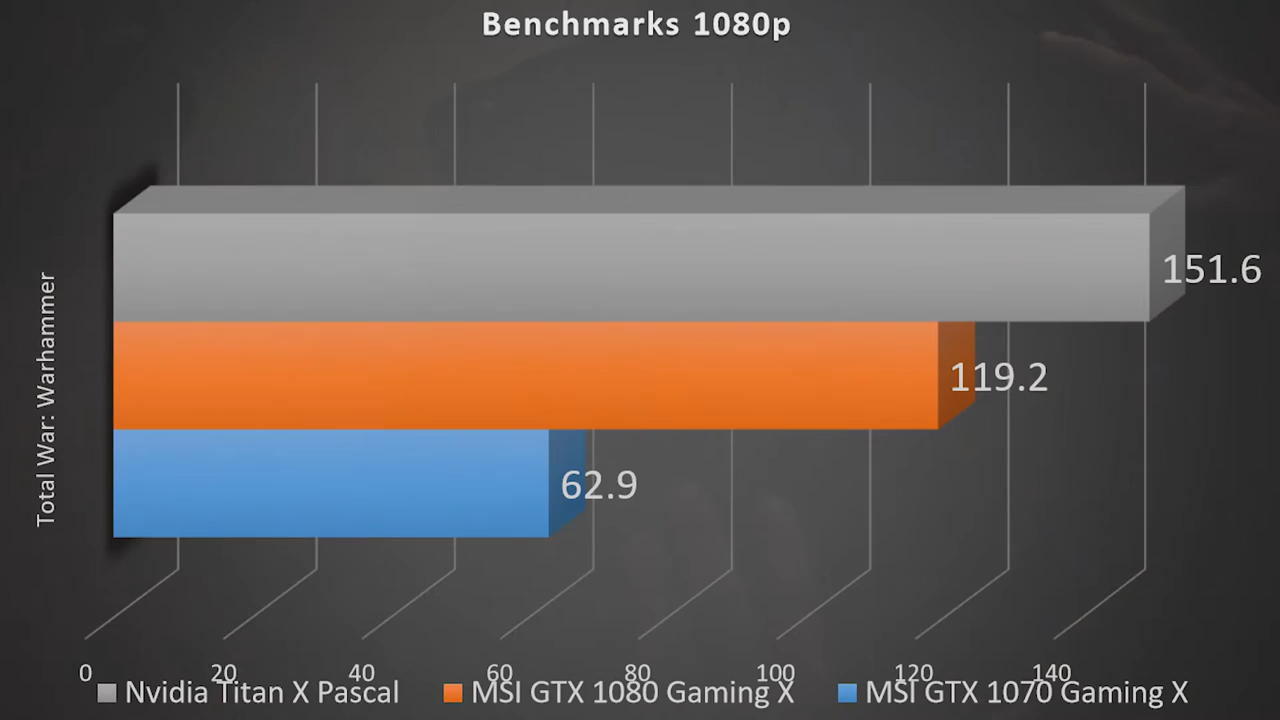 Benchmarks 1080p
Total War: Warhammer
151.6
119.2
62.9
0 20 40 60 80 100 120 140
Nvidia Titan X Pascal MSI GTX 1080 Gaming X MSI GTX 1070 Gaming X